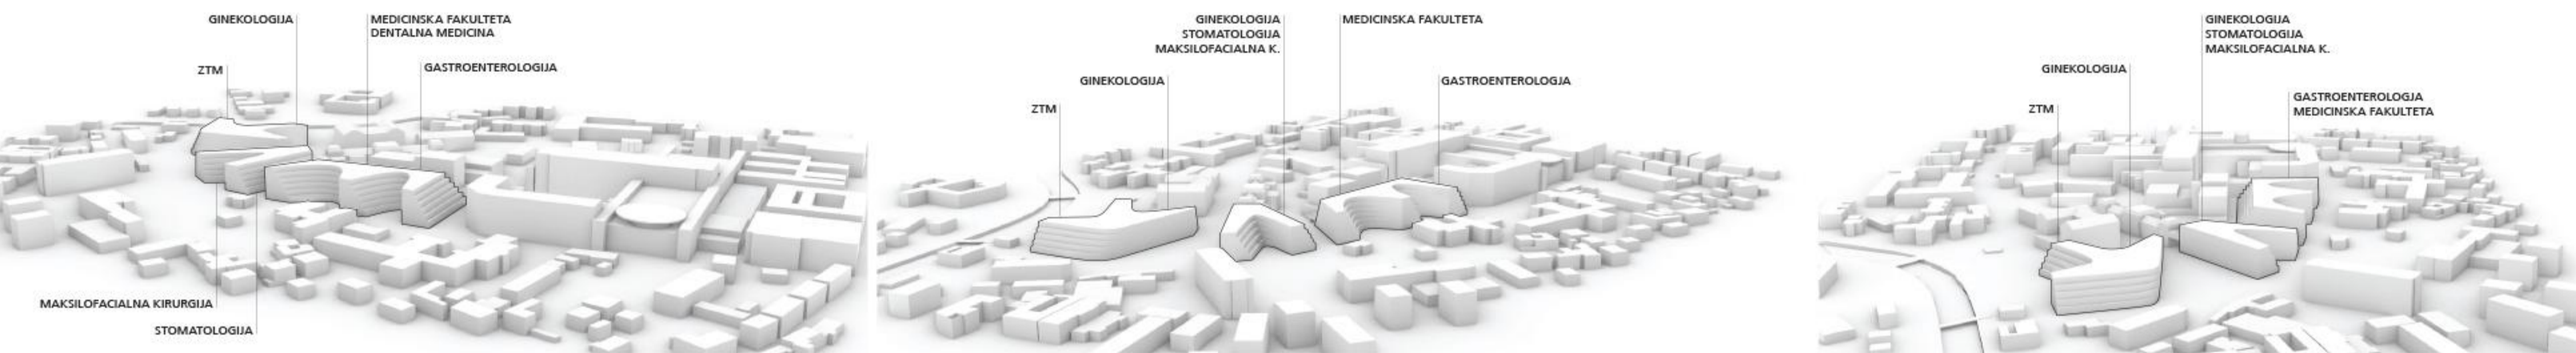 GINEKOLOGIJA
MEDICINSKA FAKULTETA
DENTALNA MEDICINA
ZTM
GASTROENTEROLOGIJA
MAKSILOFACIALNA KIRURGIJA
STOMATOLOGIJA
GINEKOLOGIJA
STOMATOLOGIJA
MAKSILOFACIALNA K.
MEDICINSKA FAKULTETA
GINEKOLOGIJA
GASTROENTEROLOGJA
ZTM
GINEKOLOGIJA
STOMATOLOGIJA
MAKSILOFACIALNA K.
GINEKOLOGIJA
GASTROENTEROLOGJA
MEDICINSKA FAKULTETA
ZTM